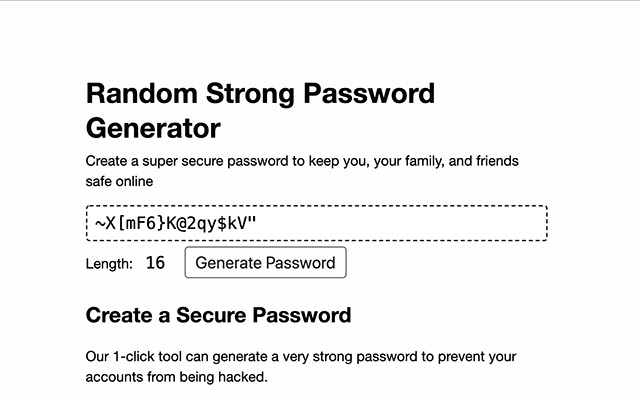 Random Strong Password
Generator
Create a super secure password to keep you, your family, and friends
safe online
~X[mF6}K@2qy$kV"
Length: 16 Generate Password
Create a Secure Password
Our 1-click tool can generate a very strong password to prevent your
accounts from being hacked.